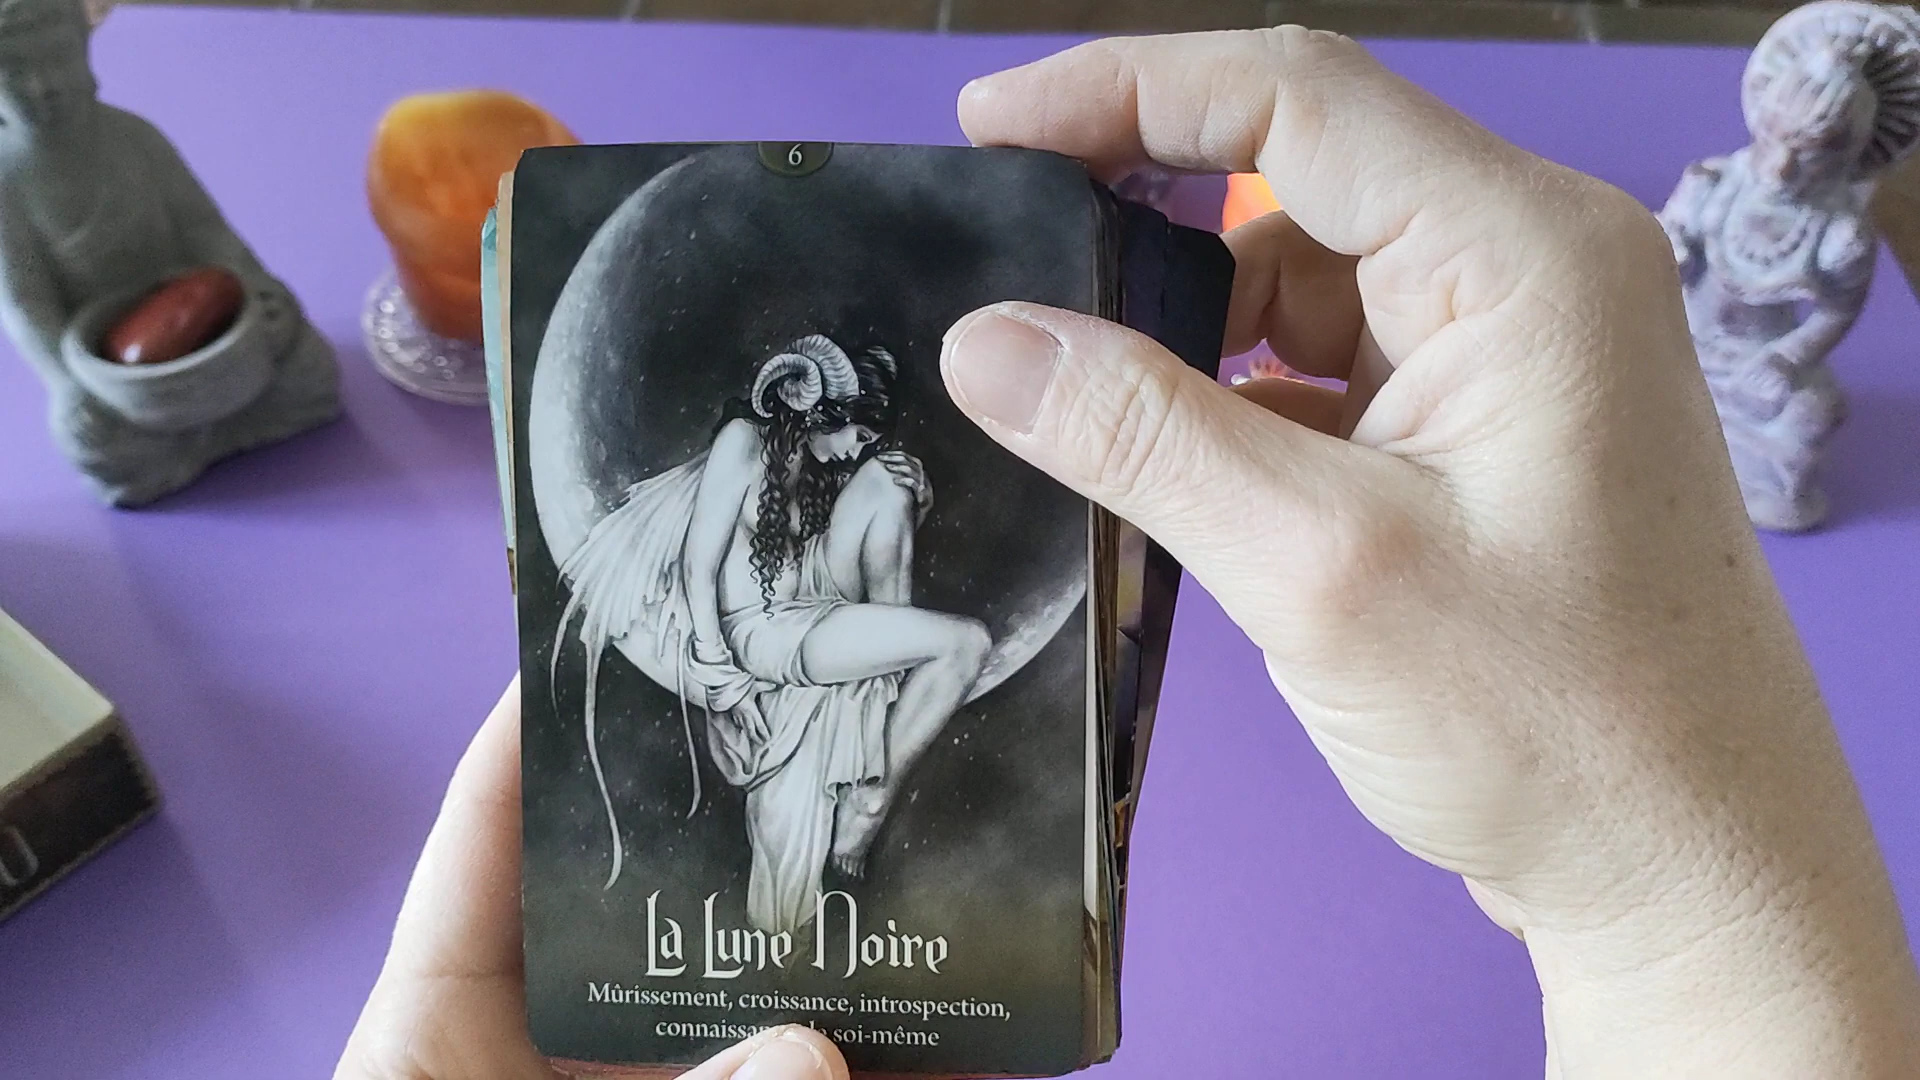 6
La Lune Noire
Mûrissement, croissance, introspection,
soi-même